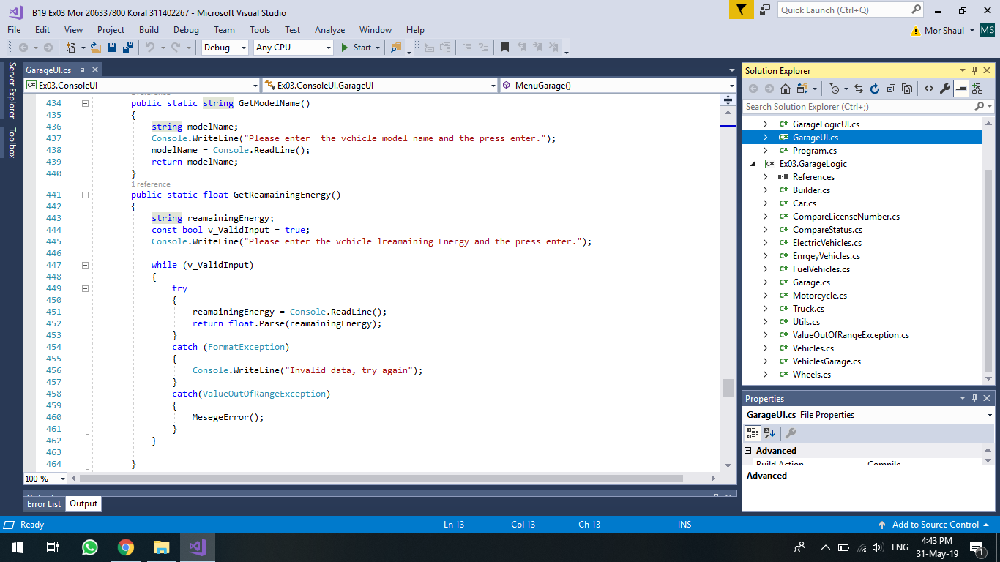 B19 Ex03 Mor 206337800 Koral 311402267 - Microsoft Visual Studio
Quick Launch (Ctrl+Q)
File Edit View Project Build Debug Team Tools Test Analyze Window Help
Mor Shaul MS
Debug Any CPU Start
Server Explorer
Toolbox
GarageUI.cs
Ex03.ConsoleUI Ex03.ConsoleUI.GarageUI MenuGarage()
1 reference
434 public static string GetModelName()
435 {
436 string modelName;
437 Console.WriteLine("Please enter  the vchicle model name and the press enter.");
438 modelName = Console.ReadLine();
439 return modelName;
440 }
1 reference
441 public static float GetReamainingEnergy()
442 {
443 string reamainingEnergy;
444 const bool v_ValidInput = true;
445 Console.WriteLine("Please enter the vchicle lreamaining Energy and the press enter.");
446
447 while (v_ValidInput)
448 {
449 try
450 {
451 reamainingEnergy = Console.ReadLine();
452 return float.Parse(reamainingEnergy);
453 }
454 catch (FormatException)
455 {
456 Console.WriteLine("Invalid data, try again");
457 }
458 catch(ValueOutOfRangeException)
459 {
460 MesegeError();
461 }
462 }
463
464 }
100 %
Output
Error List Output
Solution Explorer
Search Solution Explorer (Ctrl+;)
C# GarageLogicUI.cs
C# GarageUI.cs
C# Program.cs
C# Ex03.GarageLogic
References
C# Builder.cs
C# Car.cs
C# CompareLicenseNumber.cs
C# CompareStatus.cs
C# ElectricVehicles.cs
C# EnrgeyVehicles.cs
C# FuelVehicles.cs
C# Garage.cs
C# Motorcycle.cs
C# Truck.cs
C# Utils.cs
C# ValueOutOfRangeException.cs
C# Vehicles.cs
C# VehiclesGarage.cs
C# Wheels.cs
Properties
GarageUI.cs File Properties
Advanced
Build Action Compile
Advanced
Ready Ln 13 Col 13 Ch 13 INS Add to Source Control
ENG 4:43 PM
31-May-19 1